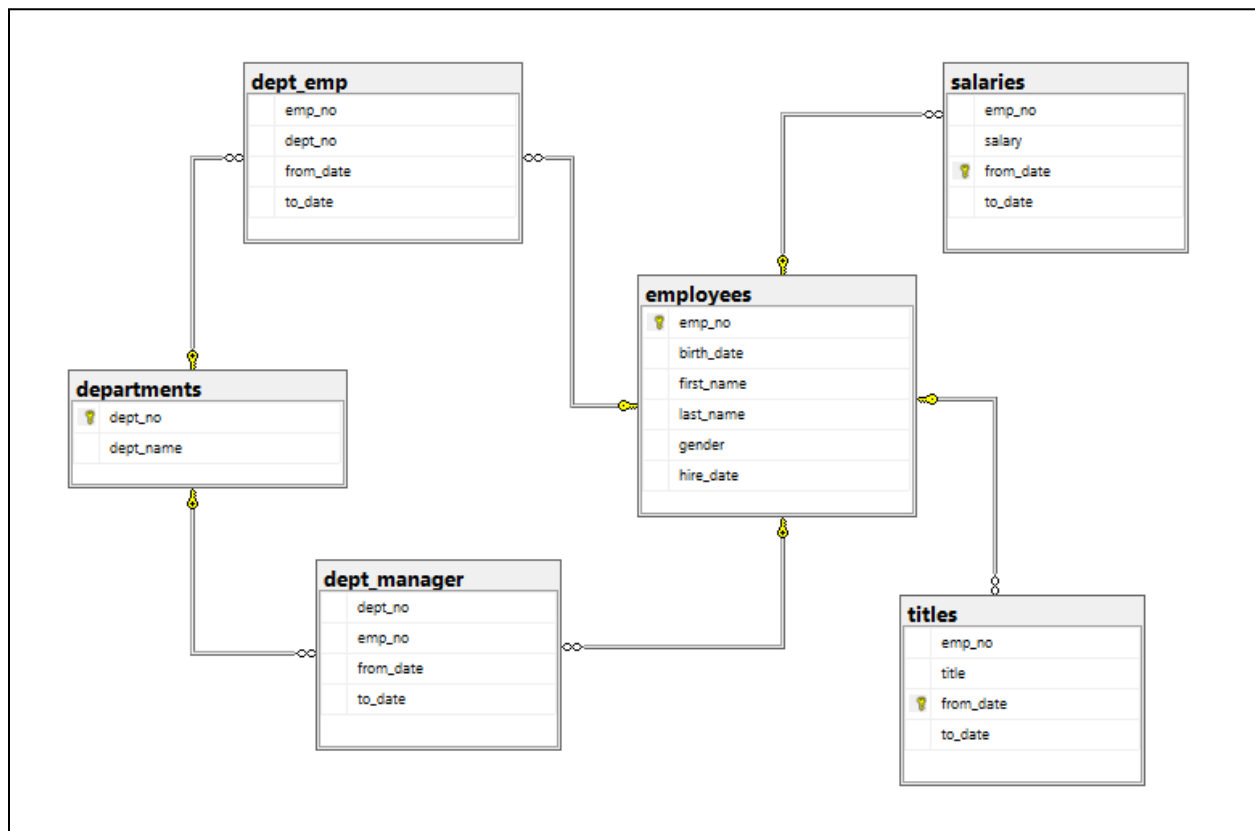 dept_emp
emp_no
dept_no
from_date
to_date
salaries
emp_no
salary
from_date
to_date
employees
emp_no
birth_date
first_name
last_name
gender
hire_date
departments
dept_no
dept_name
dept_manager
dept_no
emp_no
from_date
to_date
titles
emp_no
title
from_date
to_date